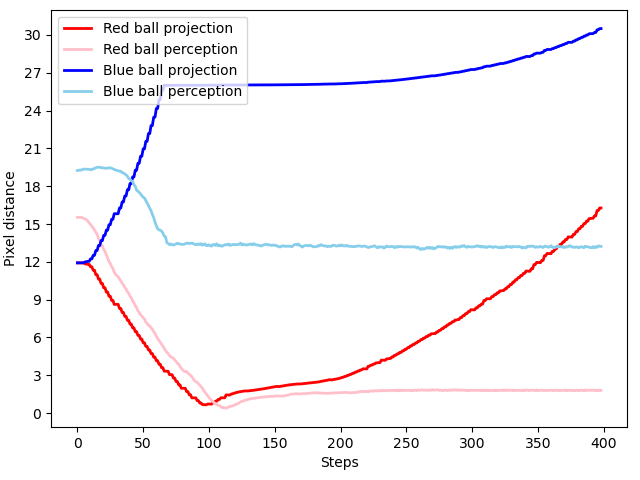 Red ball projection
Red ball perception
Blue ball projection
Blue ball perception
30
27
24
21
18
15
12
9
6
3
0
Pixel distance
0 50 100 150 200 250 300 350 400
Steps